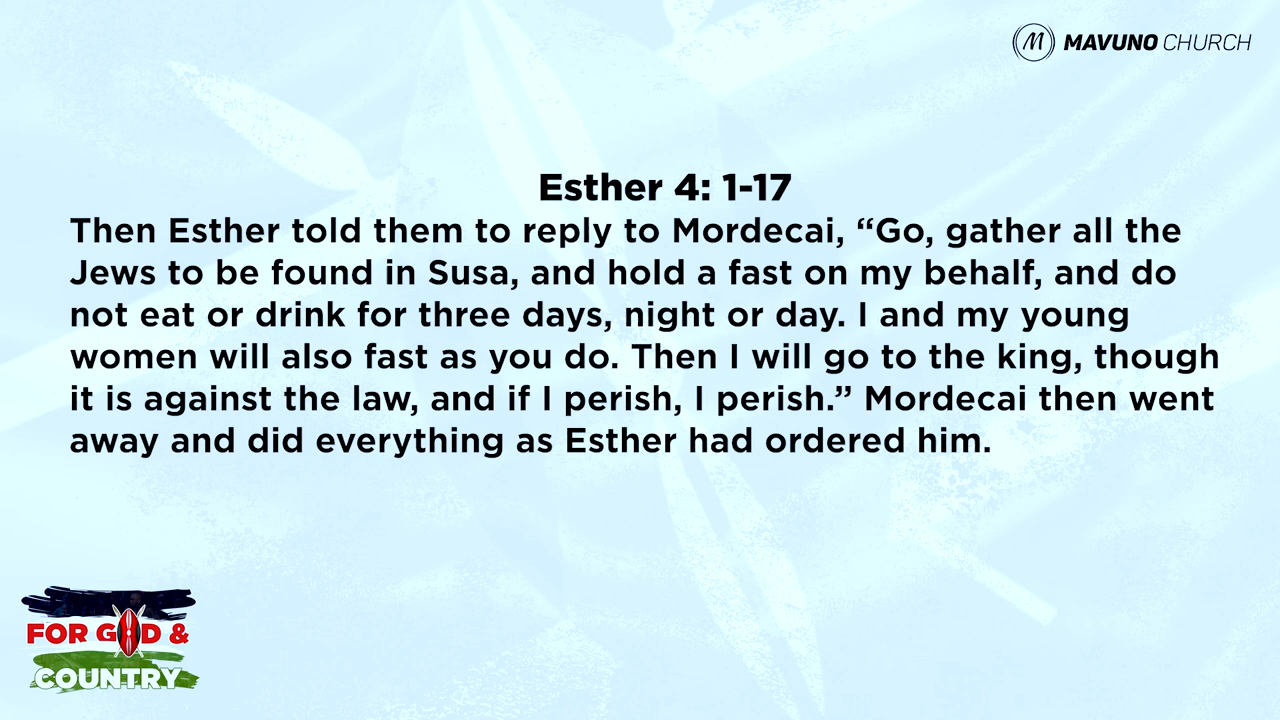 MAVUNO CHURCH
Esther 4: 1-17
Then Esther told them to reply to Mordecai, “Go, gather all the
Jews to be found in Susa, and hold a fast on my behalf, and do
not eat or drink for three days, night or day. I and my young
women will also fast as you do. Then I will go to the king, though
it is against the law, and if I perish, I perish.” Mordecai then went
away and did everything as Esther had ordered him.
FOR GOD &
COUNTRY